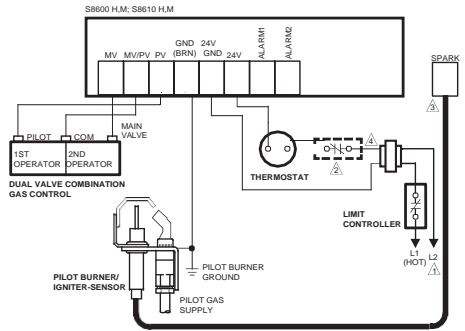 S8600 H,M; S8610 H,M
MV MV/PV PV GND (BRN) 24V GND 24V ALARM1 ALARM2
SPARK
3
PILOT COM MAIN VALVE
1ST OPERATOR 2ND OPERATOR
DUAL VALVE COMBINATION
GAS CONTROL
THERMOSTAT
2
4
LIMIT
CONTROLLER
L1
(HOT)
L2
1
PILOT BURNER/
IGNITER-SENSOR
PILOT BURNER
GROUND
PILOT GAS
SUPPLY